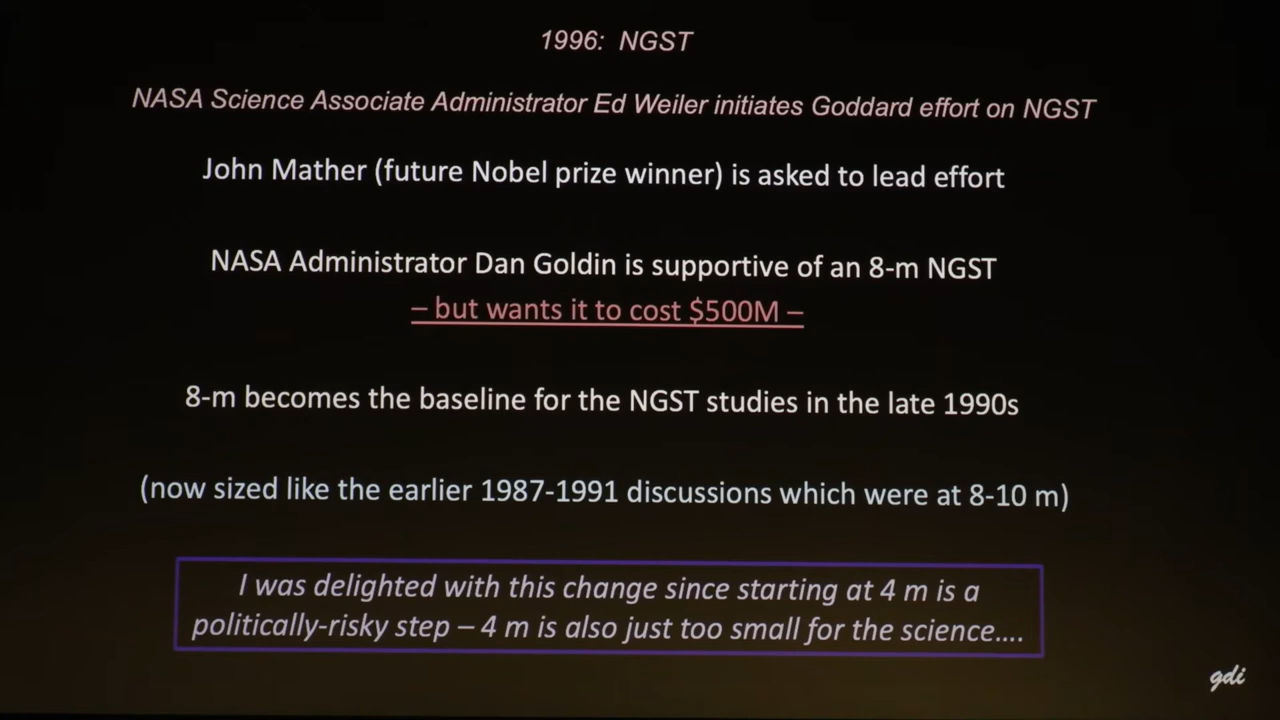 1996: NGST
NASA Science Associate Administrator Ed Weiler initiates Goddard effort on NGST
John Mather (future Nobel prize winner) is asked to lead effort
NASA Administrator Dan Goldin is supportive of an 8-m NGST
– but wants it to cost $500M –
8-m becomes the baseline for the NGST studies in the late 1990s
(now sized like the earlier 1987-1991 discussions which were at 8-10 m)
I was delighted with this change since starting at 4 m is a
politically-risky step – 4 m is also just too small for the science….
gdi